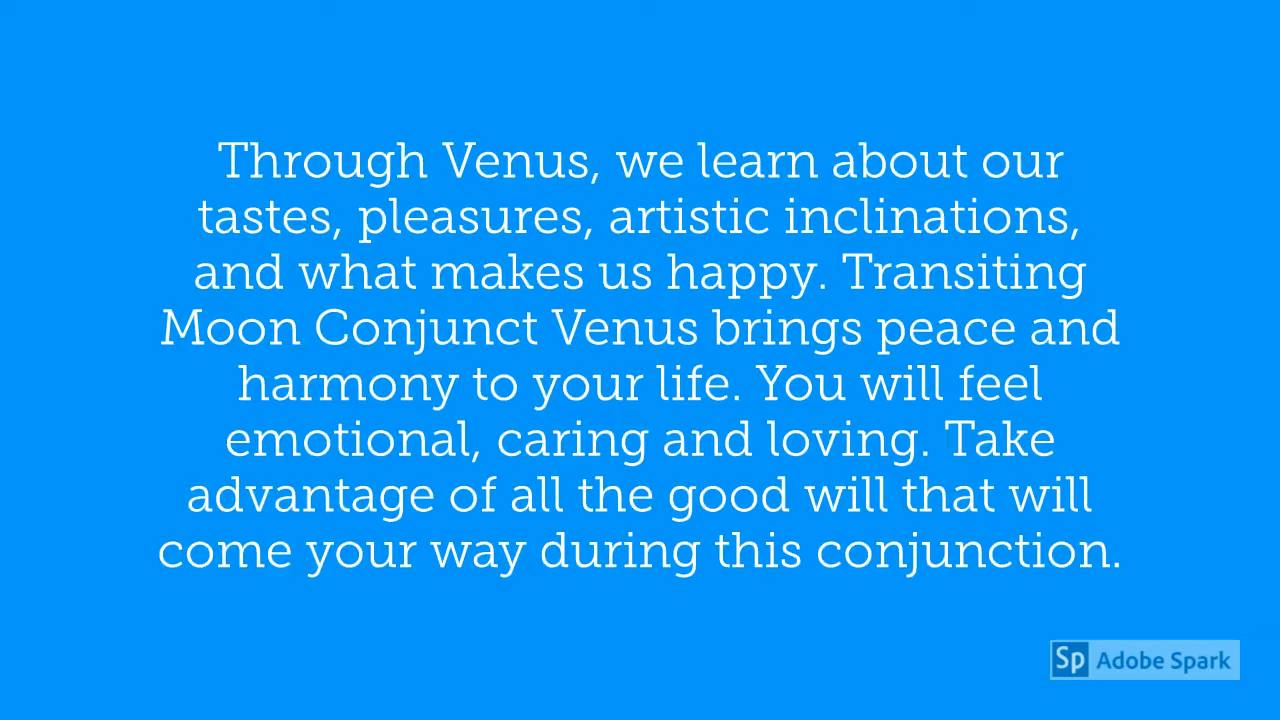 Through Venus, we learn about our
tastes, pleasures, artistic inclinations,
and what makes us happy. Transiting
Moon Conjunct Venus brings peace and
harmony to your life. You will feel
emotional, caring and loving. Take
advantage of all the good will that will
come your way during this conjunction.
Sp Adobe Spark